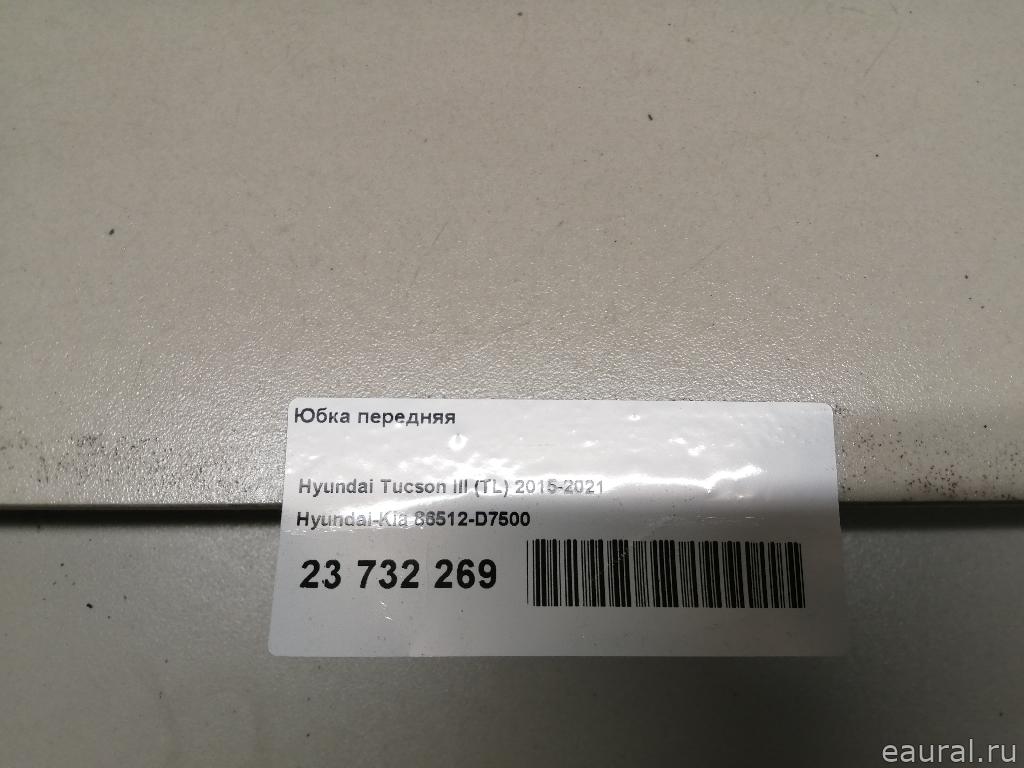 Юбка передняя
Hyundai Tucson III (TL) 2015-2021
Hyundai-Kia 86512-D7500
23 732 269
eaural.ru